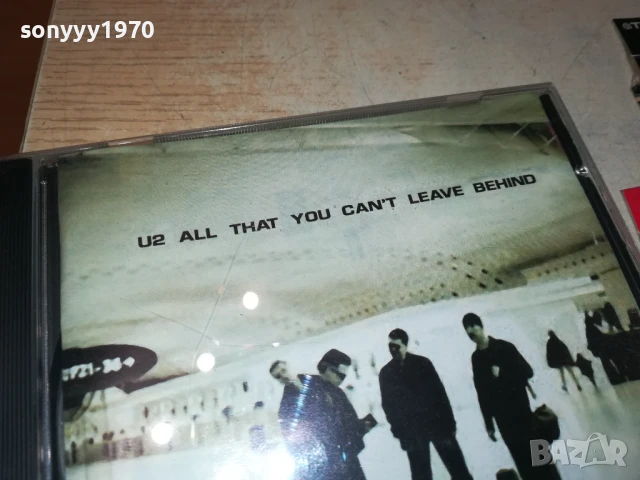 sonyyy1970
U2 ALL THAT YOU CAN'T LEAVE BEHIND
BAZAR